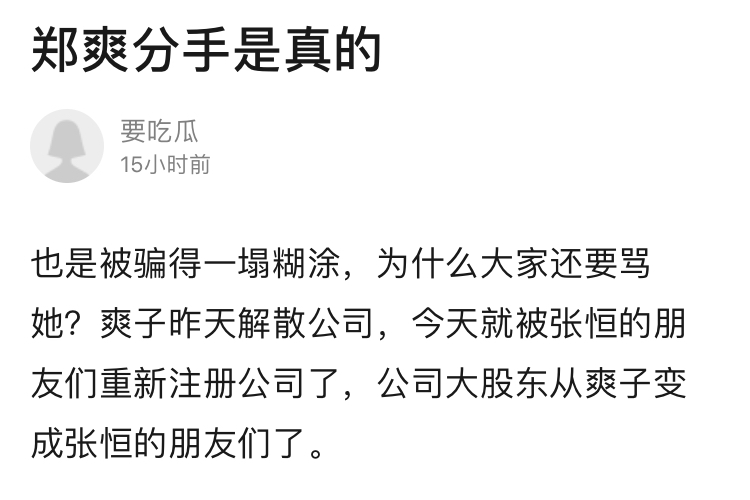 郑爽分手是真的
要吃瓜
15小时前
也是被骗得一塌糊涂，为什么大家还要骂
她？爽子昨天解散公司，今天就被张恒的朋
友们重新注册公司了，公司大股东从爽子变
成张恒的朋友们了。